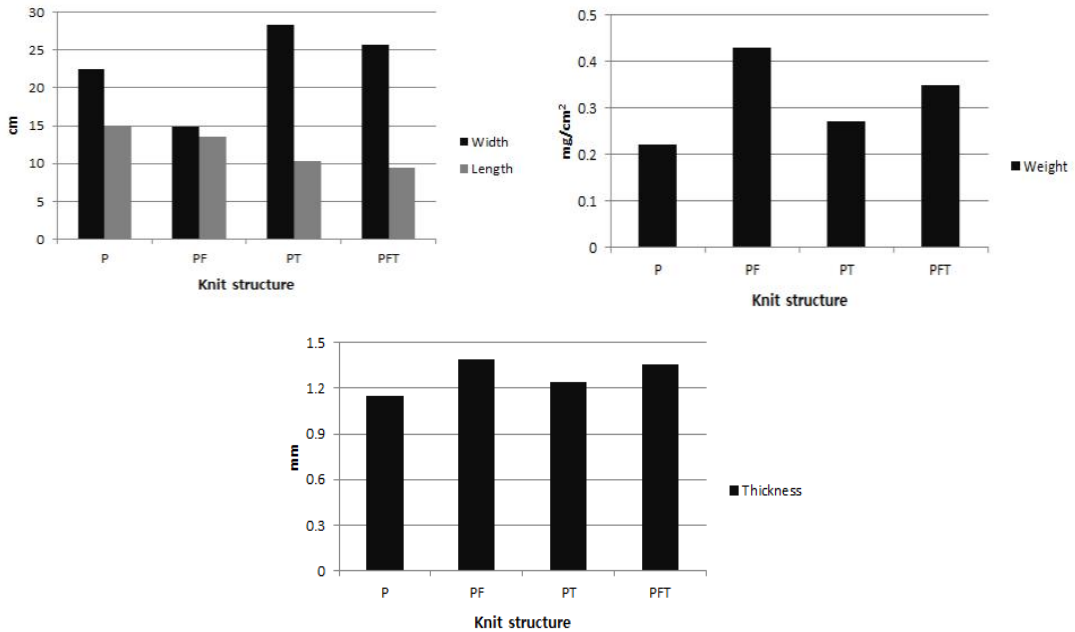 30
25
20
15
10
5
0
cm
P PF PT PFT
Knit structure
Width
Length
0.5
0.4
0.3
0.2
0.1
0
mg/cm²
P PF PT PFT
Knit structure
Weight
1.5
1.2
0.9
0.6
0.3
0
mm
P PF PT PFT
Knit structure
Thickness